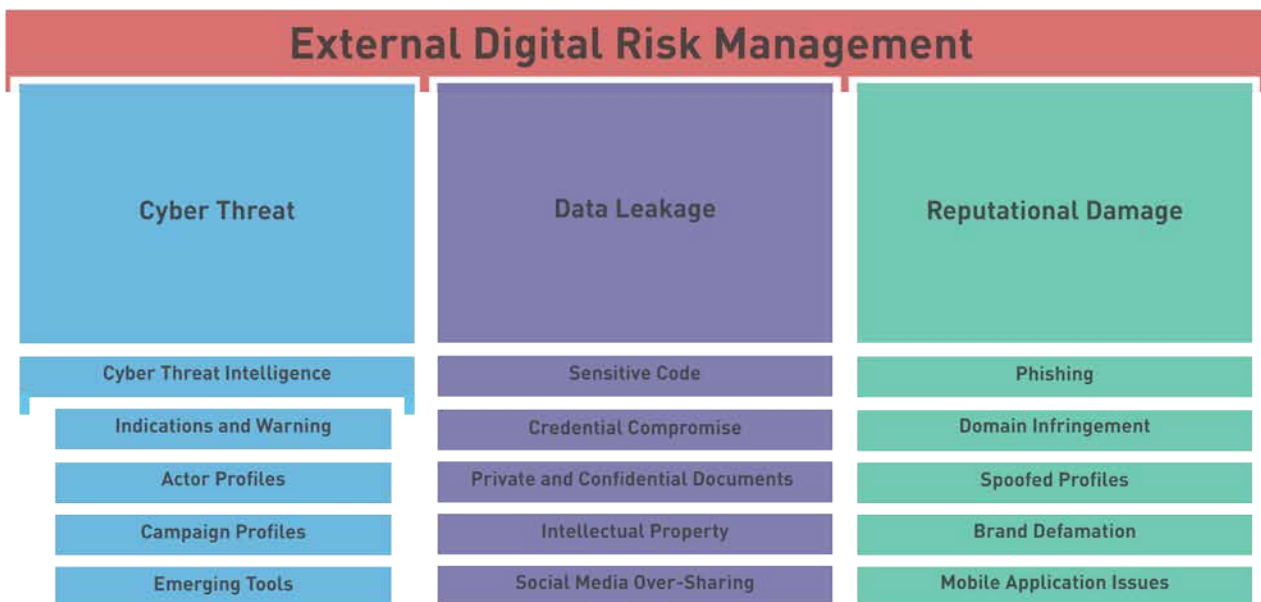 External Digital Risk Management
Cyber Threat
Data Leakage
Reputational Damage
Cyber Threat Intelligence
Sensitive Code
Phishing
Indications and Warning
Credential Compromise
Domain Infringement
Actor Profiles
Private and Confidential Documents
Spoofed Profiles
Campaign Profiles
Intellectual Property
Brand Defamation
Emerging Tools
Social Media Over-Sharing
Mobile Application Issues